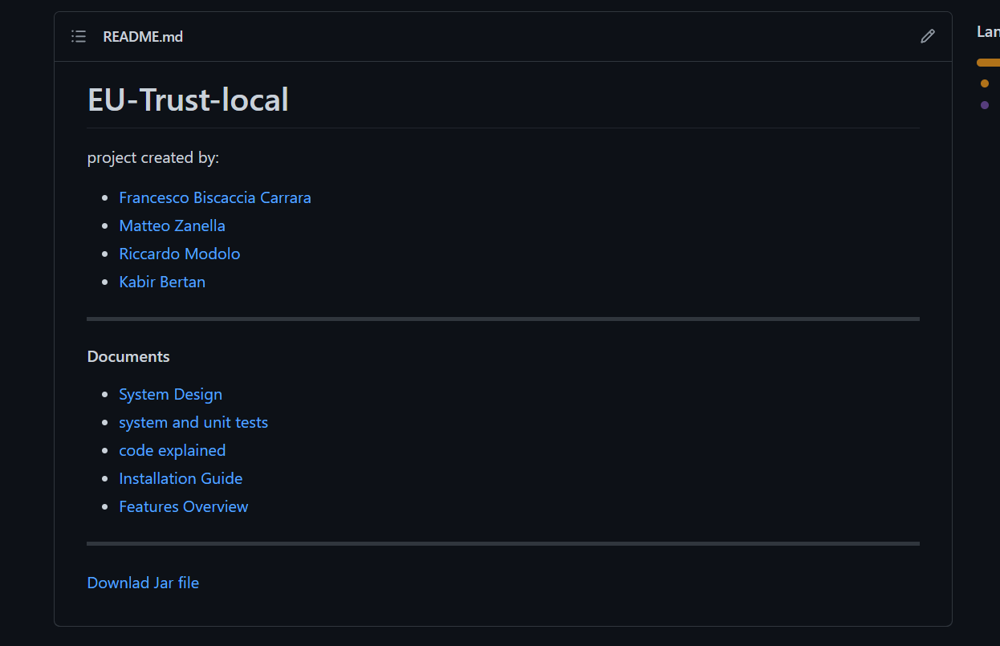 README.md
Lan
EU-Trust-local
project created by:
Francesco Biscaccia Carrara
Matteo Zanella
Riccardo Modolo
Kabir Bertan
Documents
System Design
system and unit tests
code explained
Installation Guide
Features Overview
Downlad Jar file